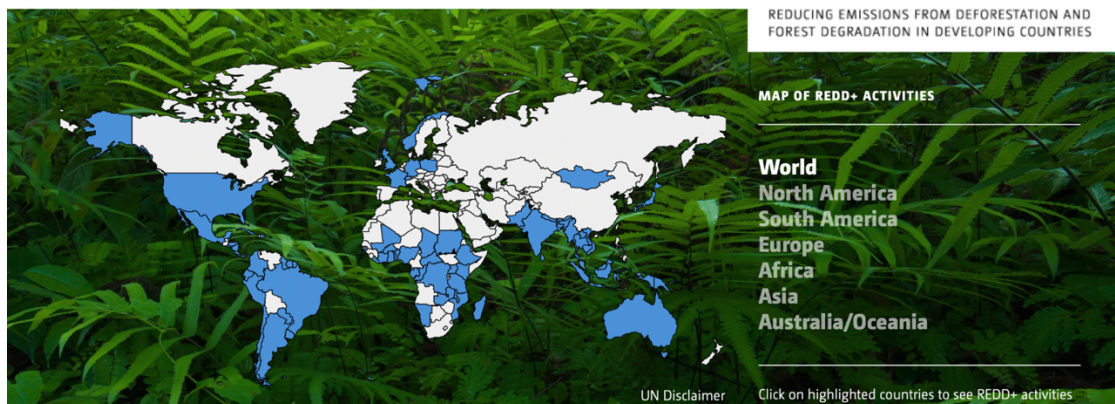 REDUCING EMISSIONS FROM DEFORESTATION AND
FOREST DEGRADATION IN DEVELOPING COUNTRIES
MAP OF REDD+ ACTIVITIES
World
North America
South America
Europe
Africa
Asia
Australia/Oceania
UN Disclaimer
Click on highlighted countries to see REDD+ activities